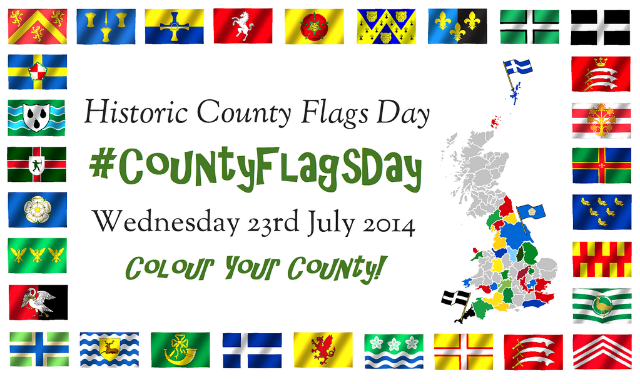 Historic County Flags Day
#CountyFlagsDay
Wednesday 23rd July 2014
Colour Your County!